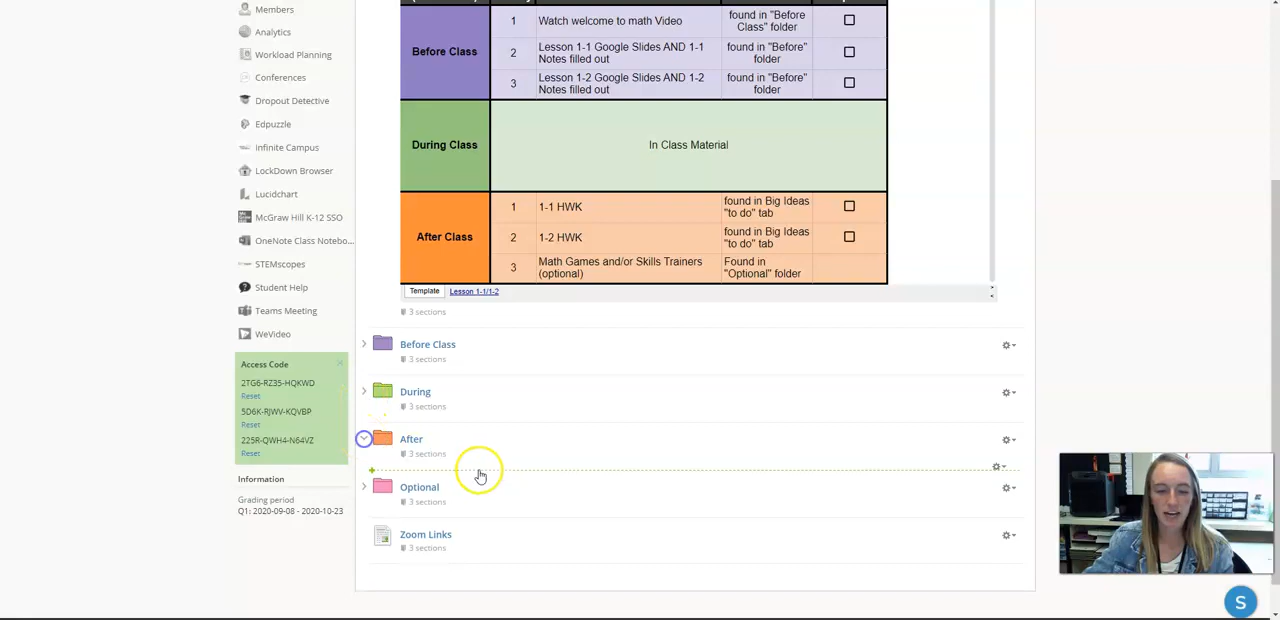 Members
Analytics
Workload Planning
Conferences
Dropout Detective
Edpuzzle
Infinite Campus
LockDown Browser
Lucidchart
McGraw Hill K-12 SSO
OneNote Class Notebo...
STEMscopes
Student Help
Teams Meeting
WeVideo
Access Code
2TG6-RZ35-HQKWD
Reset
5D6K-RJWV-KQVBP
Reset
225R-QWH4-N64VZ
Reset
Information
Grading period
Q1: 2020-09-08 - 2020-10-23
Before Class
1
Watch welcome to math Video
found in "Before
Class" folder
2
Lesson 1-1 Google Slides AND 1-1
Notes filled out
found in "Before"
folder
3
Lesson 1-2 Google Slides AND 1-2
Notes filled out
found in "Before"
folder
During Class
In Class Material
After Class
1
1-1 HWK
found in Big Ideas
"to do" tab
2
1-2 HWK
found in Big Ideas
"to do" tab
3
Math Games and/or Skills Trainers
(optional)
Found in
"Optional" folder
Template
Lesson 1-1/1-2
3 sections
Before Class
3 sections
During
3 sections
After
3 sections
Optional
3 sections
Zoom Links
3 sections
S